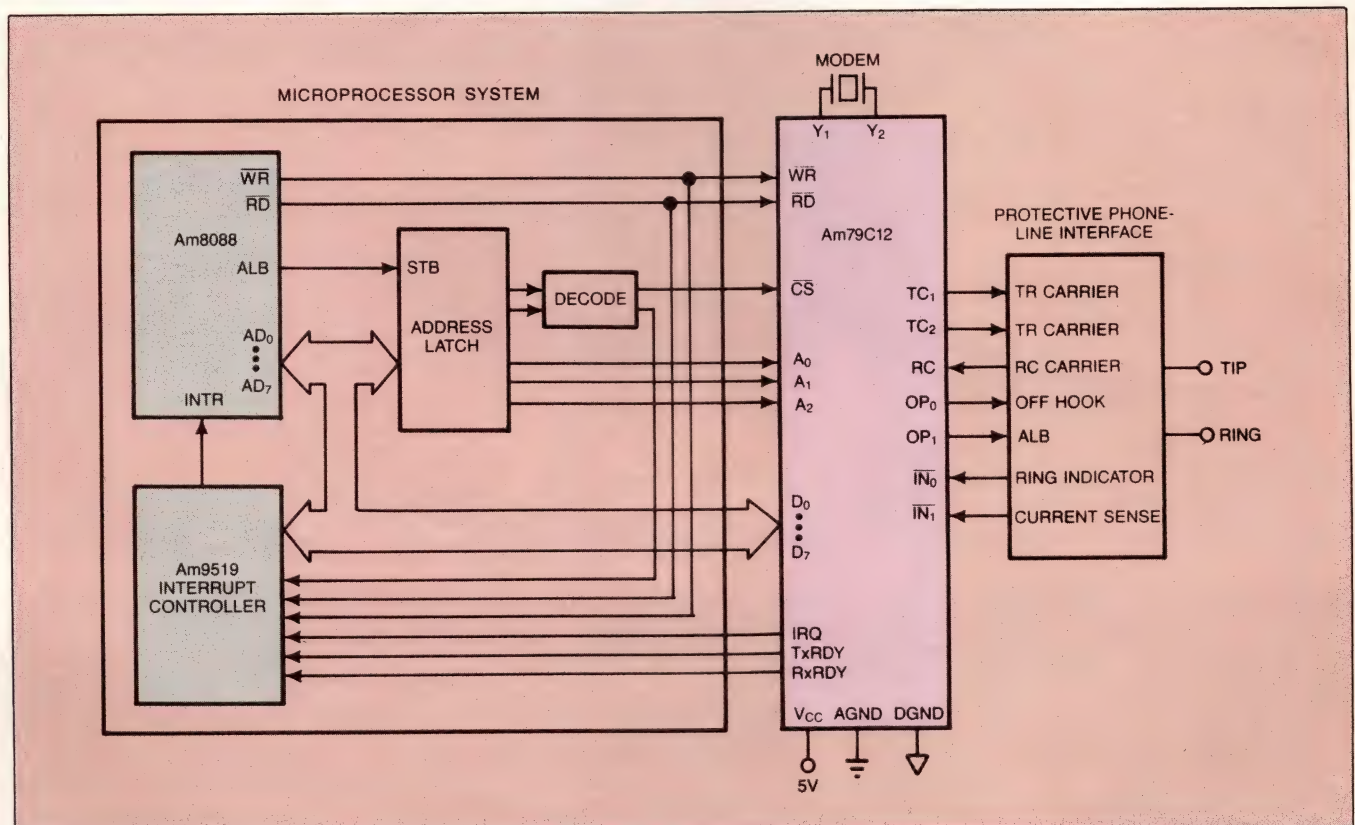 MODEM
MICROPROCESSOR SYSTEM
Y₁ Y₂
WR
RD
Am8088
ALB
AD₀
AD₇
INTR
STB
ADDRESS
LATCH
DECODE
Am9519
INTERRUPT
CONTROLLER
WR
RD
Am79C12
CS
A₀
A₁
A₂
D₀
D₇
IRQ
TxRDY
RxRDY
V_CC AGND DGND
5V
TC₁
TC₂
RC
OP₀
OP₁
IN₀
IN₁
PROTECTIVE PHONE-
LINE INTERFACE
TR CARRIER
TR CARRIER
RC CARRIER
OFF HOOK
ALB
RING INDICATOR
CURRENT SENSE
TIP
RING